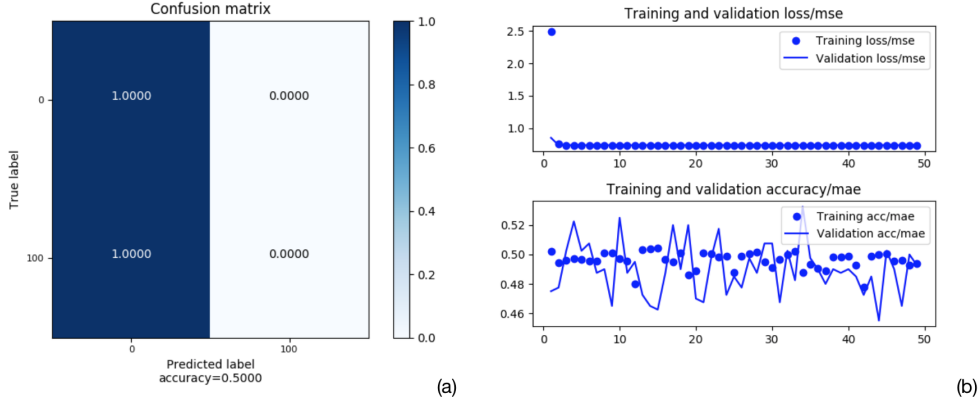 Confusion matrix
1.0000 0.0000
1.0000 0.0000
0
100
True label
0 100
Predicted label
accuracy=0.5000
1.0
0.8
0.6
0.4
0.2
0.0
(a)
Training and validation loss/mse
2.5
2.0
1.5
1.0
Training loss/mse
Validation loss/mse
0 10 20 30 40 50
Training and validation accuracy/mae
0.52
0.50
0.48
0.46
Training acc/mae
Validation acc/mae
0 10 20 30 40 50
(b)